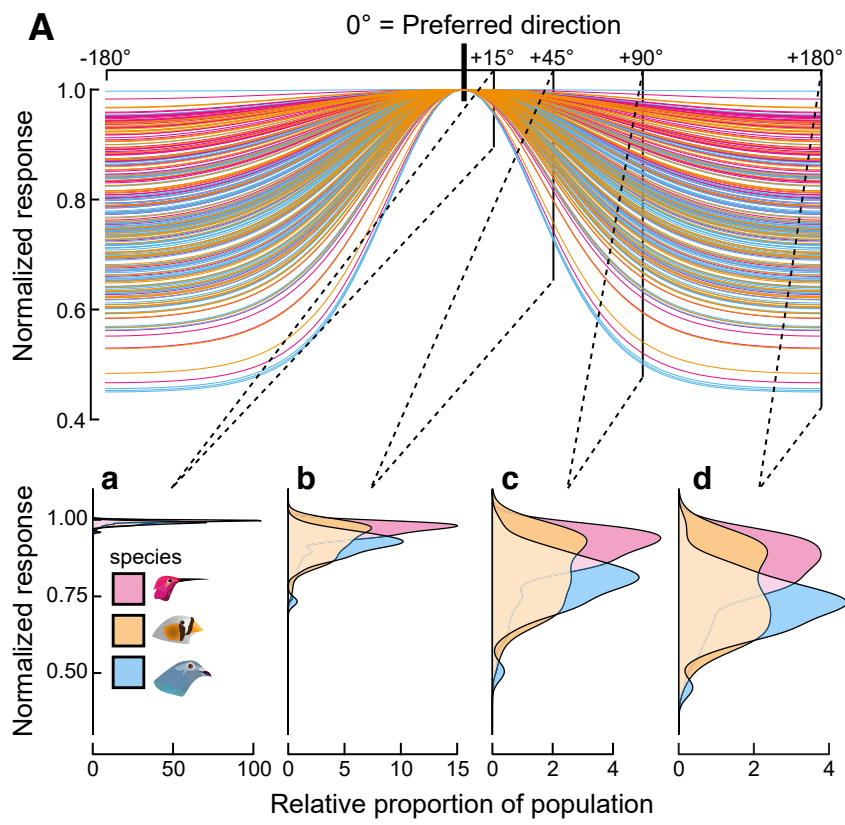 A
0° = Preferred direction
-180°
+15°
+45°
+90°
+180°
Normalized response
1.0
0.8
0.6
0.4
a
b
c
d
Normalized response
1.00
0.75
0.50
species
0
50
100
0
5
10
15
0
2
4
0
2
4
Relative proportion of population